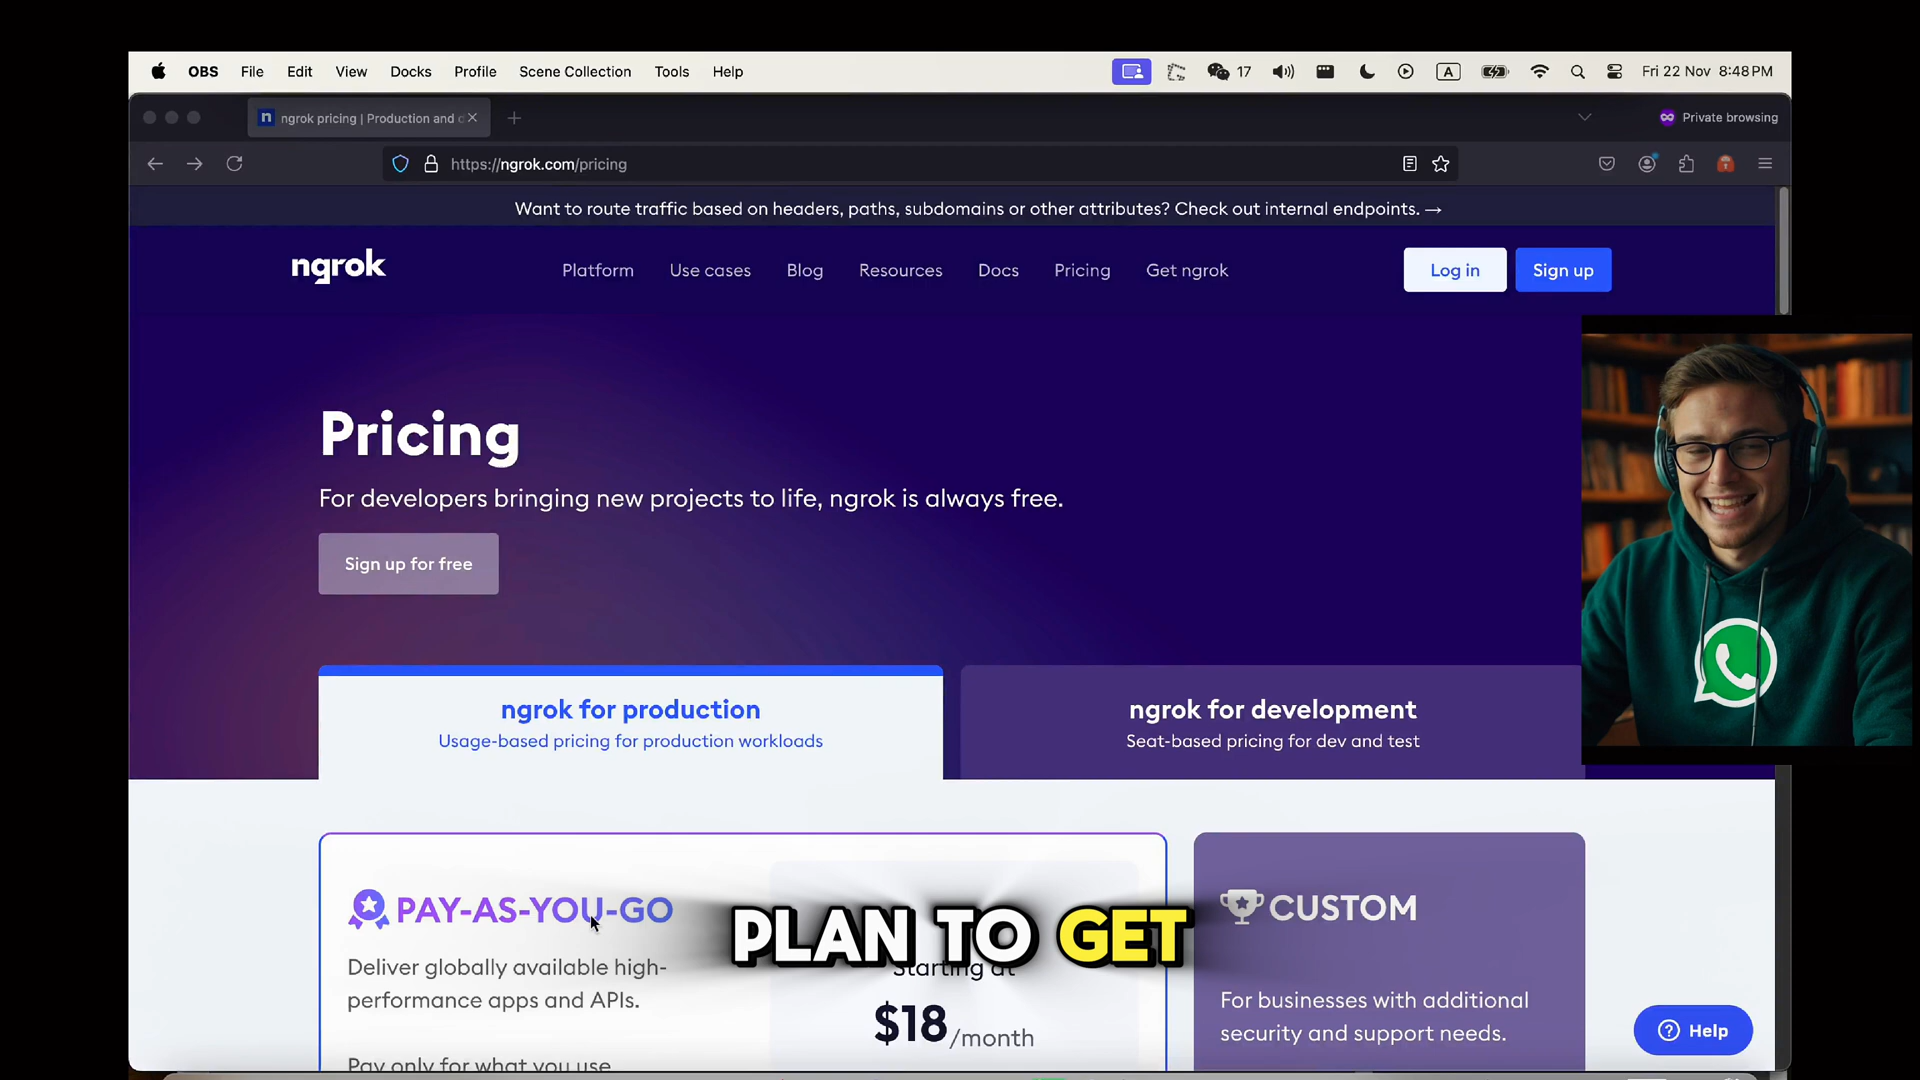 OBS File Edit View Docks Profile Scene Collection Tools Help 17 A Fri 22 Nov 8:48 PM
ngrok pricing | Production and Private browsing
https://ngrok.com/pricing
Want to route traffic based on headers, paths, subdomains or other attributes? Check out internal endpoints. →
ngrok Platform Use cases Blog Resources Docs Pricing Get ngrok Log in Sign up
Pricing
For developers bringing new projects to life, ngrok is always free.
Sign up for free
ngrok for production
Usage-based pricing for production workloads
ngrok for development
Seat-based pricing for dev and test
PAY-AS-YOU-GO
Deliver globally available high-
performance apps and APIs.
Pay only for what you use
Starting at
$18 /month
PLAN TO GET
CUSTOM
For businesses with additional
security and support needs.
Help